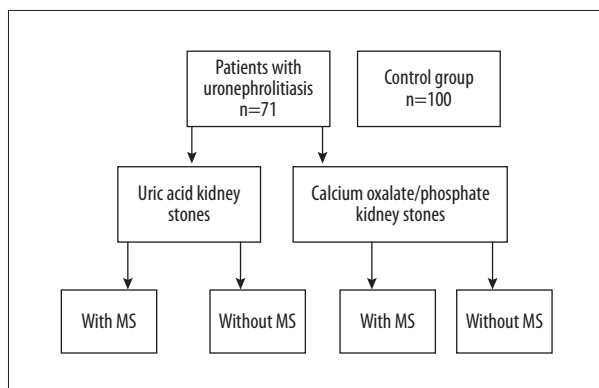 Patients with
uronephrolitiasis
n=71
Control group
n=100
Uric acid kidney
stones
Calcium oxalate/phosphate
kidney stones
With MS
Without MS
With MS
Without MS